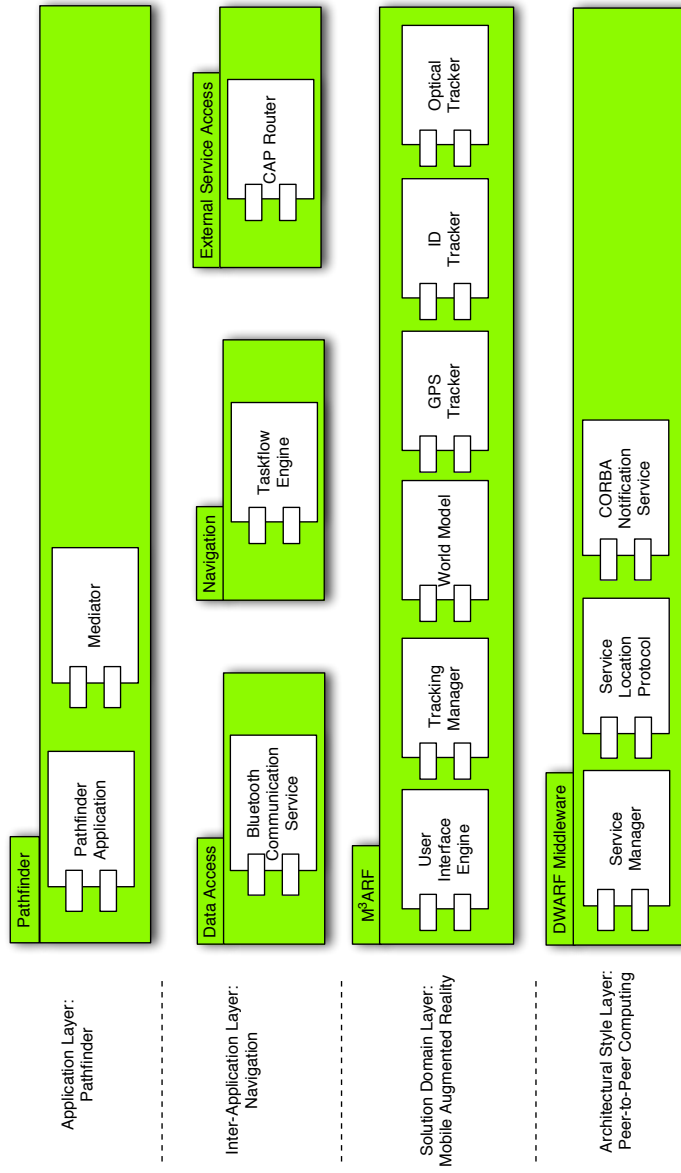 Application Layer:
Pathfinder
Pathfinder
Pathfinder
Application
Mediator
Inter-Application Layer:
Navigation
Data Access
Bluetooth
Communication
Service
Navigation
Taskflow
Engine
External Service Access
CAP Router
Solution Domain Layer:
Mobile Augmented Reality
M³ARF
User
Interface
Engine
Tracking
Manager
World Model
GPS
Tracker
ID
Tracker
Optical
Tracker
Architectural Style Layer:
Peer-to-Peer Computing
DWARF Middleware
Service
Manager
Service
Location
Protocol
CORBA
Notification
Service